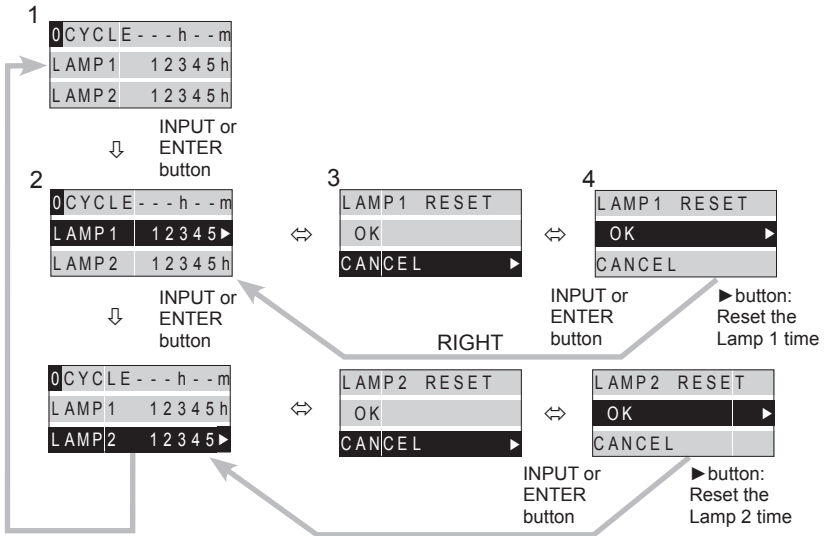 1
0CYCLE---h--m
LAMP1 12345h
LAMP2 12345h
⇩ INPUT or
ENTER
button
2
0CYCLE---h--m
LAMP1 12345►
LAMP2 12345h
⇔
3
LAMP1 RESET
OK
CANCEL ►
⇔
4
LAMP1 RESET
OK ►
CANCEL
INPUT or
ENTER
button
►button:
Reset the
Lamp 1 time
RIGHT
⇩ INPUT or
ENTER
button
0CYCLE---h--m
LAMP1 12345h
LAMP2 12345►
⇔
LAMP2 RESET
OK
CANCEL ►
⇔
LAMP2 RESET
OK ►
CANCEL
INPUT or
ENTER
button
►button:
Reset the
Lamp 2 time